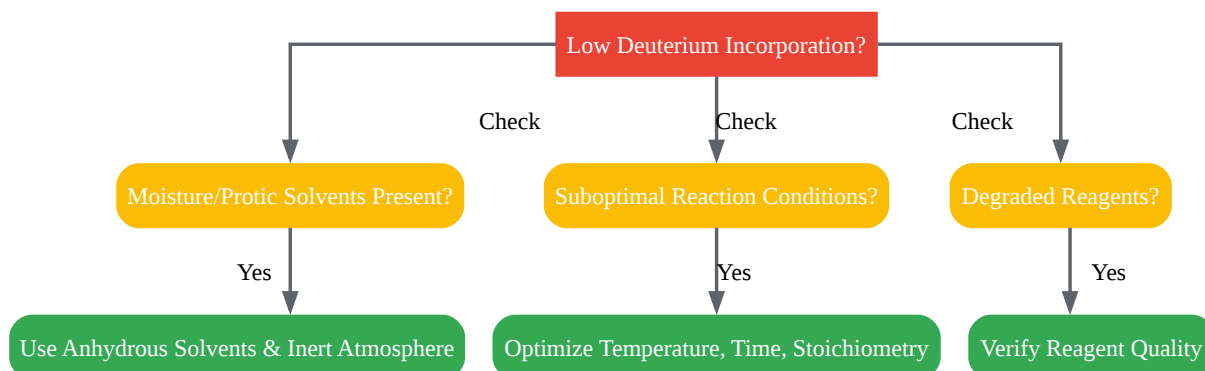 Low Deuterium Incorporation?
Check
Check
Check
Moisture/Protic Solvents Present?
Suboptimal Reaction Conditions?
Degraded Reagents?
Yes
Yes
Yes
Use Anhydrous Solvents & Inert Atmosphere
Optimize Temperature, Time, Stoichiometry
Verify Reagent Quality